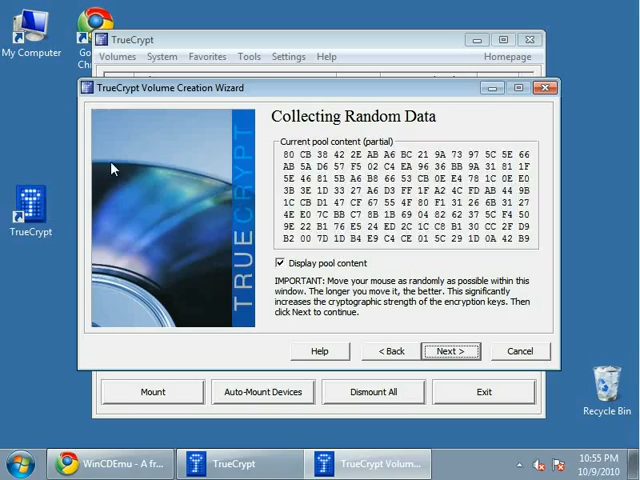 My Computer
TrueCrypt
Volumes System Favorites Tools Settings Help Homepage
TrueCrypt Volume Creation Wizard
Collecting Random Data
Current pool content (partial)
80 CB 38 42 2E AB A6 BC 21 9A 73 97 5C 5E 66
AB 5A D6 57 F5 02 C4 EA 96 36 BB 9A 31 81 1F
5E 46 81 5B A6 B8 66 53 CB 0E E4 78 1C 0E E0
3B 3E 1D 33 27 A6 D3 FF 1F A2 4C FD AB 44 9B
1C CB D1 47 CF 67 55 4F 80 F1 31 26 6B 31 27
4E E0 7C BB C7 8B 1B 69 04 82 62 37 5C F4 50
9E 22 B1 76 E5 24 ED 2C 1C C8 B1 30 CC 2F D9
B2 00 7D 1D B4 E9 C4 CE 01 5C 29 1D 0A 42 B9
Display pool content
IMPORTANT: Move your mouse as randomly as possible within this
window. The longer you move it, the better. This significantly
increases the cryptographic strength of the encryption keys. Then
click Next to continue.
TRUECRYPT
Help < Back Next > Cancel
Mount Auto-Mount Devices Dismount All Exit
TrueCrypt
Recycle Bin
WinCDEmu - A fr... TrueCrypt TrueCrypt Volum...
10:55 PM
10/9/2010